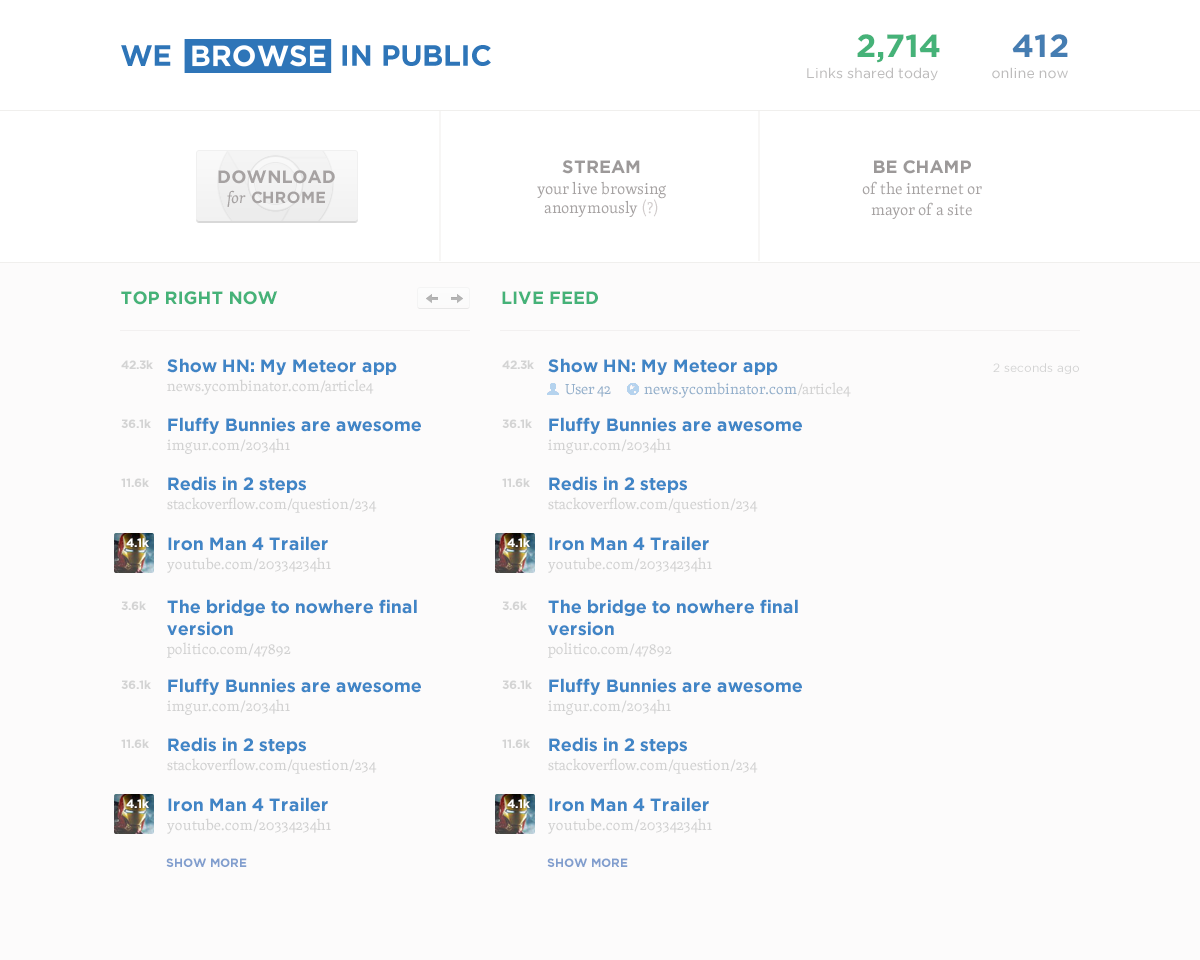 WE BROWSE IN PUBLIC
2,714
Links shared today
412
online now
DOWNLOAD
for CHROME
STREAM
your live browsing
anonymously (?)
BE CHAMP
of the internet or
mayor of a site
TOP RIGHT NOW
42.3k Show HN: My Meteor app
news.ycombinator.com/article4
36.1k Fluffy Bunnies are awesome
imgur.com/2034h1
11.6k Redis in 2 steps
stackoverflow.com/question/234
4.1k Iron Man 4 Trailer
youtube.com/20334234h1
3.6k The bridge to nowhere final
version
politico.com/47892
36.1k Fluffy Bunnies are awesome
imgur.com/2034h1
11.6k Redis in 2 steps
stackoverflow.com/question/234
4.1k Iron Man 4 Trailer
youtube.com/20334234h1
SHOW MORE
LIVE FEED
42.3k Show HN: My Meteor app 2 seconds ago
User 42 news.ycombinator.com/article4
36.1k Fluffy Bunnies are awesome
imgur.com/2034h1
11.6k Redis in 2 steps
stackoverflow.com/question/234
4.1k Iron Man 4 Trailer
youtube.com/20334234h1
3.6k The bridge to nowhere final
version
politico.com/47892
36.1k Fluffy Bunnies are awesome
imgur.com/2034h1
11.6k Redis in 2 steps
stackoverflow.com/question/234
4.1k Iron Man 4 Trailer
youtube.com/20334234h1
SHOW MORE